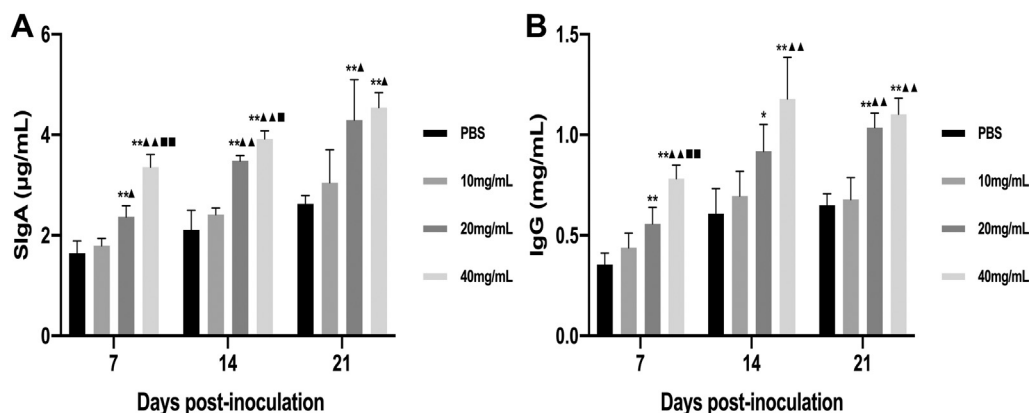 A
SIgA (μg/mL)
6
4
2
0
**▲
**▲▲■■
**▲▲
**▲▲■
**▲
**▲
7
14
21
Days post-inoculation
PBS
10mg/mL
20mg/mL
40mg/mL
B
IgG (mg/mL)
1.5
1.0
0.5
0.0
**
**▲▲■■
*
**▲▲
**▲▲
**▲▲
7
14
21
Days post-inoculation
PBS
10mg/mL
20mg/mL
40mg/mL